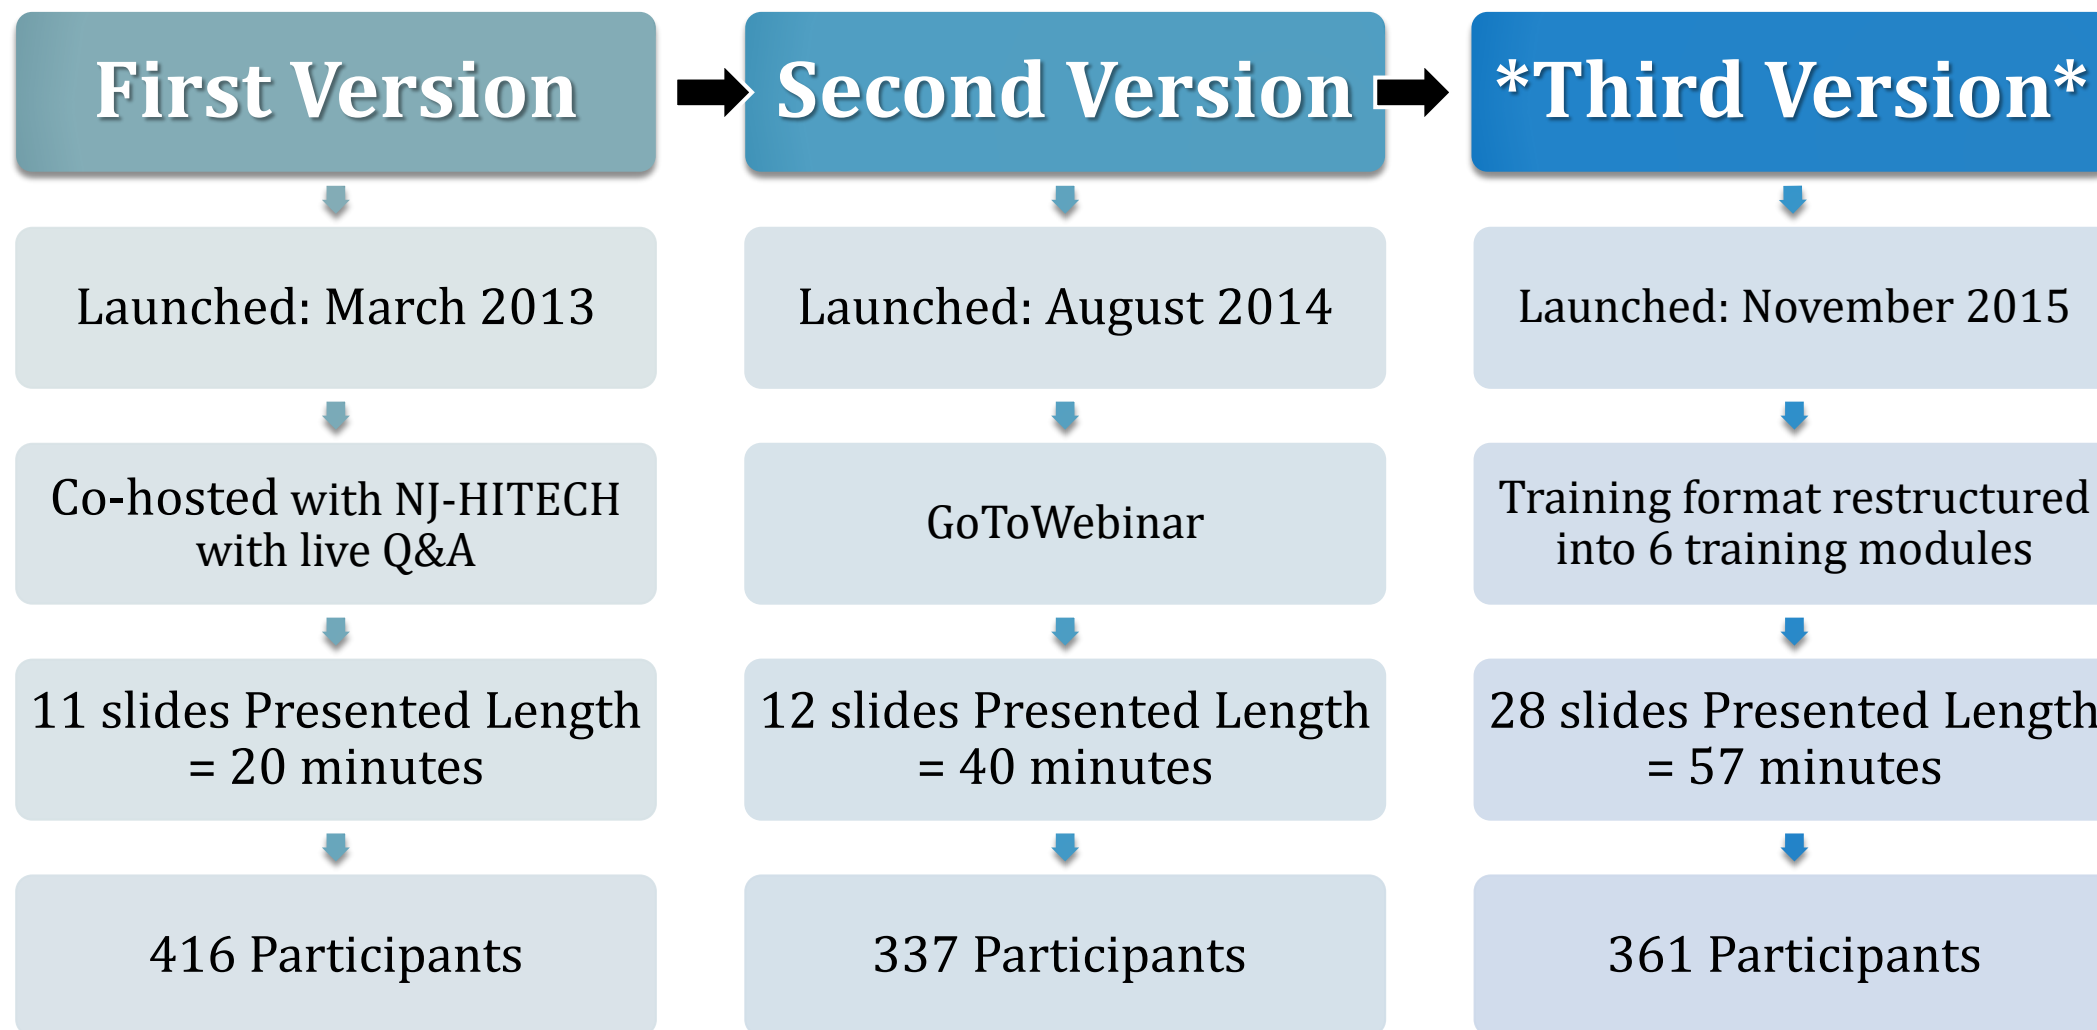 First Version
Launched: March 2013
Co-hosted with NJ-HITECH
with live Q&A
11 slides Presented Length
= 20 minutes
416 Participants
Second Version
Launched: August 2014
GoToWebinar
12 slides Presented Length
= 40 minutes
337 Participants
*Third Version*
Launched: November 2015
Training format restructured
into 6 training modules
28 slides Presented Length
= 57 minutes
361 Participants